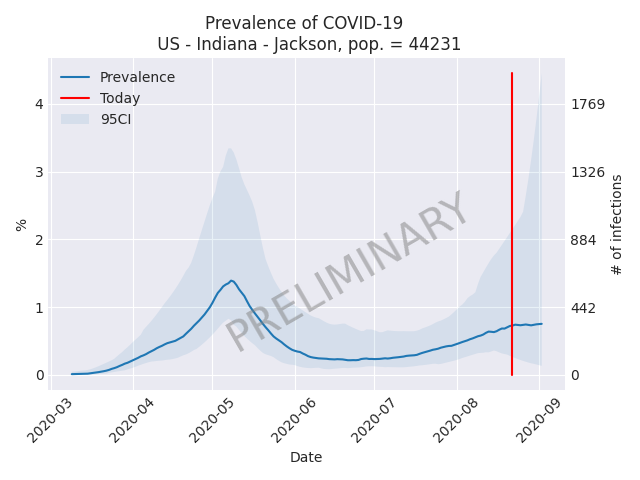 Prevalence of COVID-19
US - Indiana - Jackson, pop. = 44231
Prevalence
Today
95CI
PRELIMINARY
4
3
2
1
0
%
1769
1326
884
442
0
# of infections
2020-03
2020-04
2020-05
2020-06
2020-07
2020-08
2020-09
Date